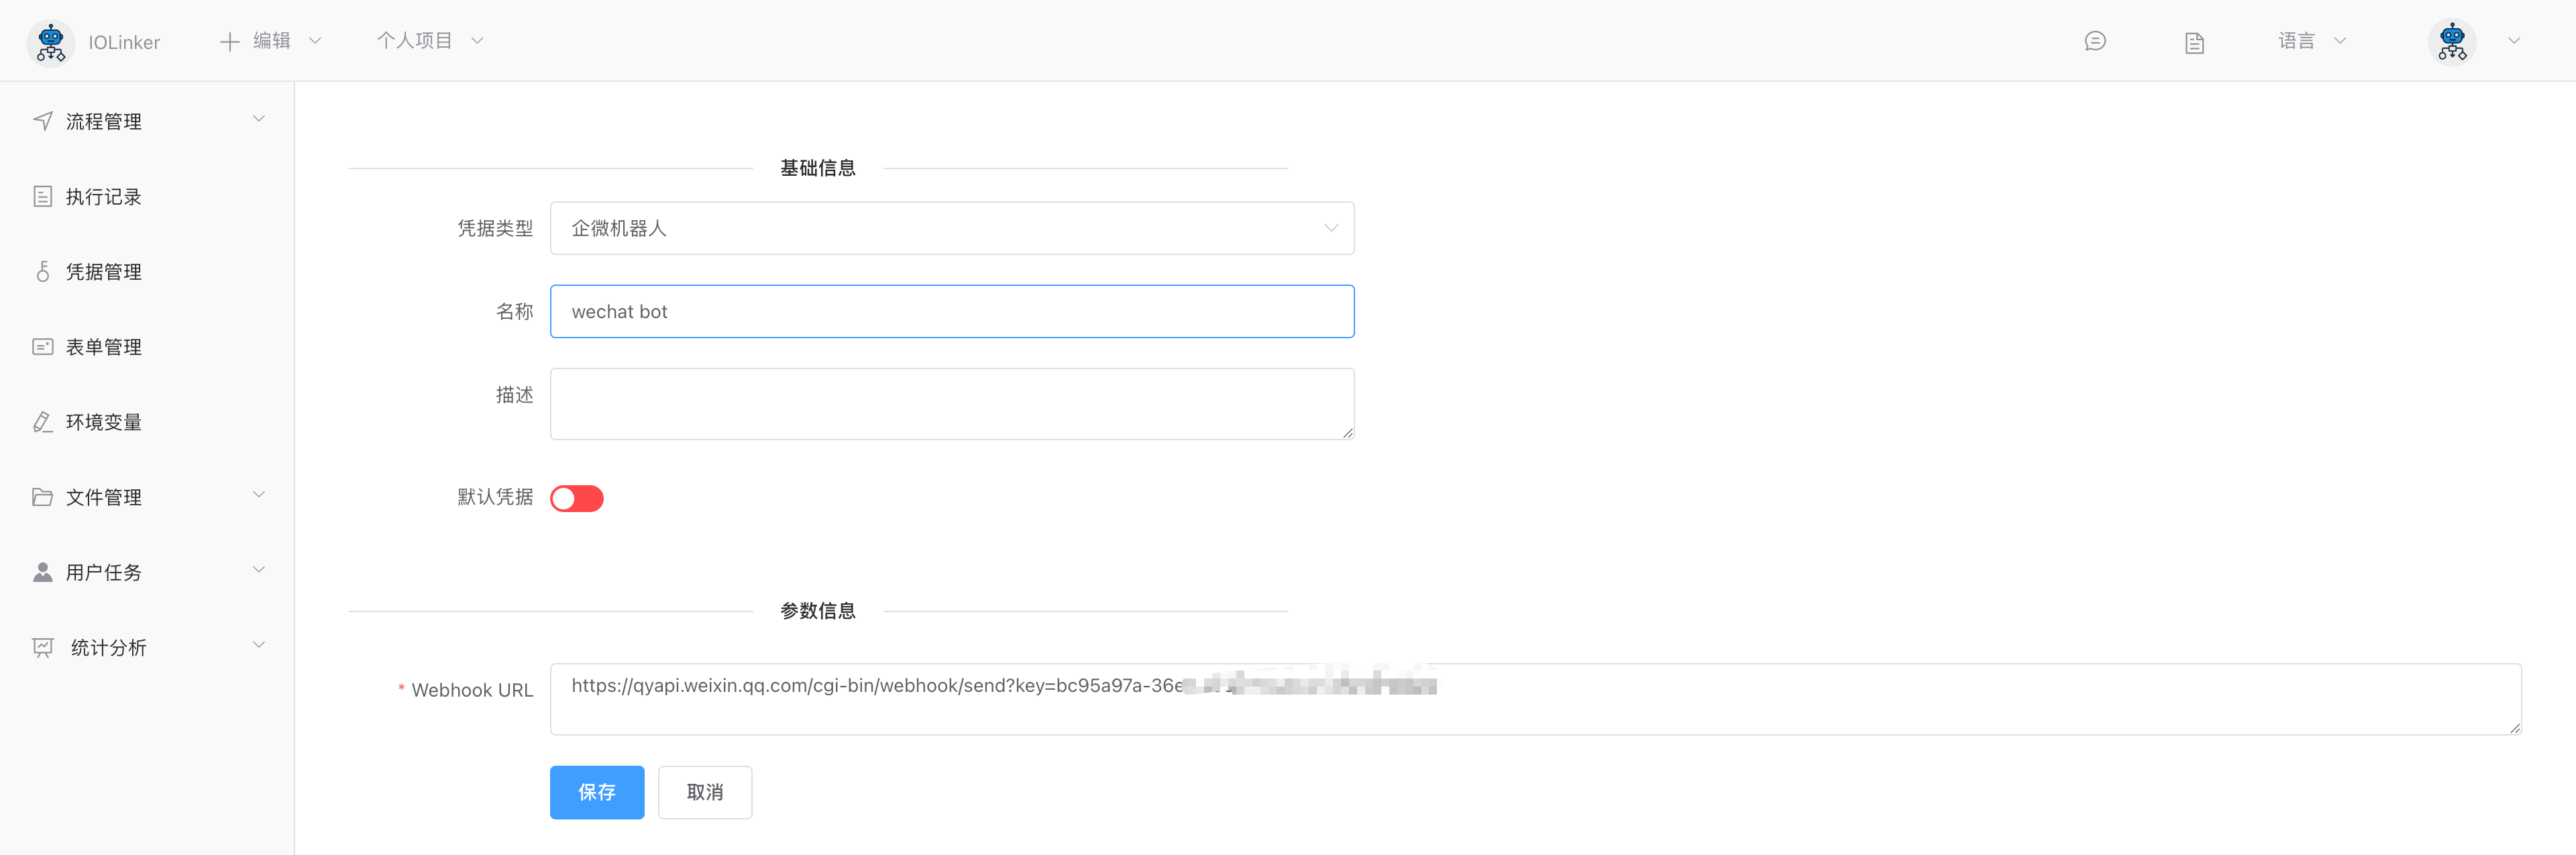 IOLinker
编辑
个人项目
语言
流程管理
执行记录
凭据管理
表单管理
环境变量
文件管理
用户任务
统计分析
基础信息
凭据类型
企微机器人
名称
wechat bot
描述
默认凭据
参数信息
* Webhook URL
https://qyapi.weixin.qq.com/cgi-bin/webhook/send?key=bc95a97a-36e
保存
取消